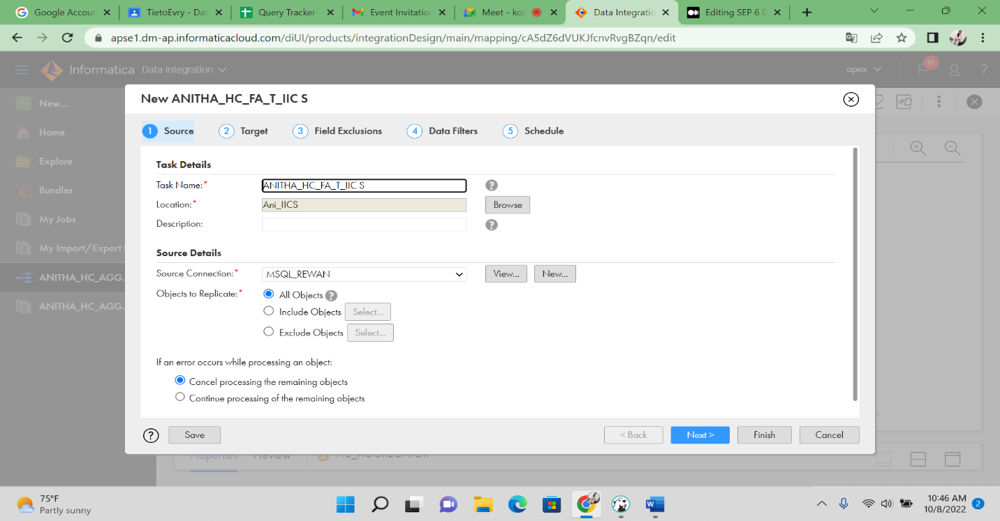 Google Accoun
TietoEvry - Dat
Query Tracker -
Event Invitation
Meet - kor
Data Integratio
Editing SEP 6 D
apse1.dm-ap.informaticacloud.com/diUI/products/integrationDesign/main/mapping/cA5dZ6dVUKJfcnvRvgBZqn/edit
Informatica Data Integration
apex
91
New...
Home
Explore
Bundles
My Jobs
My Import/Export
ANITHA_HC_AGG.
ANITHA_HC_AGG.
New ANITHA_HC_FA_T_IIC S
1 Source
2 Target
3 Field Exclusions
4 Data Filters
5 Schedule
Task Details
Task Name:* ANITHA_HC_FA_T_IIC S ?
Location:* Ani_IICS Browse
Description: ?
Source Details
Source Connection:* MSQL_REWAN View... New...
Objects to Replicate:* All Objects ?
Include Objects Select...
Exclude Objects Select...
If an error occurs while processing an object:
Cancel processing the remaining objects
Continue processing of the remaining objects
? Save < Back Next > Finish Cancel
Properties Preview HC_AGGREGATOR
75°F
Partly sunny
10:46 AM
10/8/2022
2